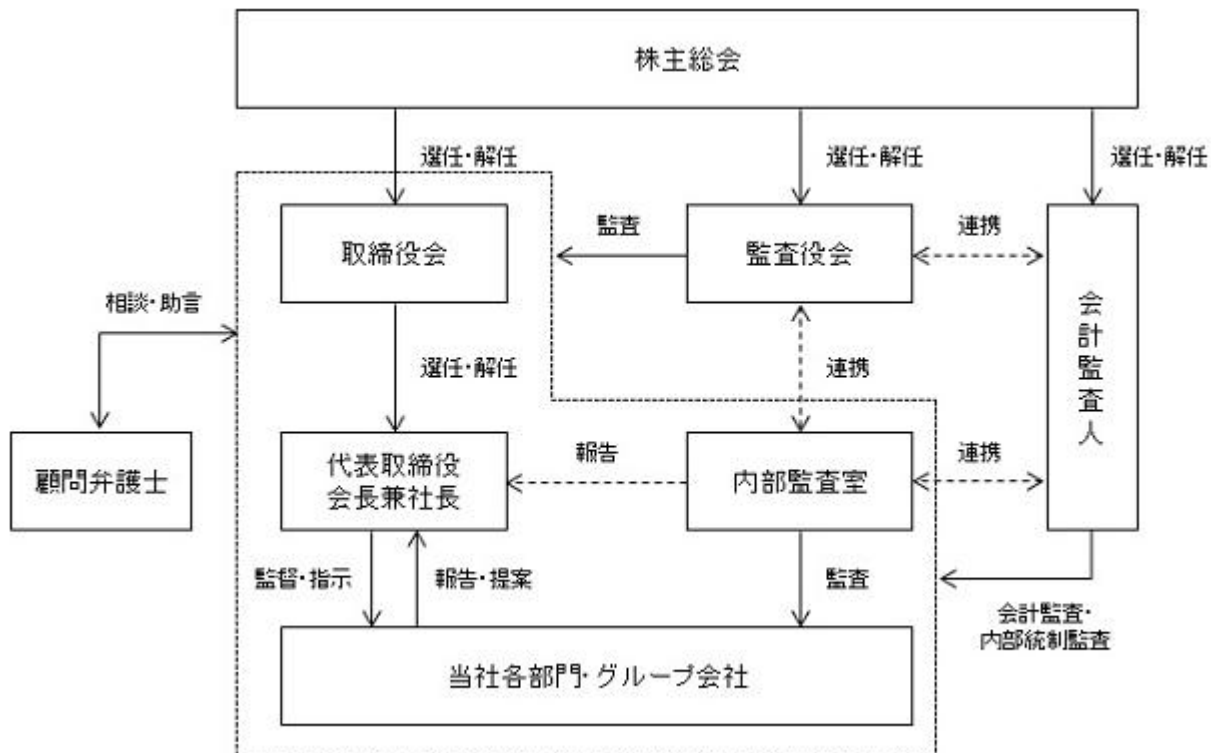 株主総会
選任・解任
選任・解任
選任・解任
取締役会
監査
監査役会
連携
会計監査人
相談・助言
選任・解任
連携
顧問弁護士
代表取締役
会長兼社長
報告
内部監査室
連携
監督・指示
報告・提案
監査
会計監査・
内部統制監査
当社各部門・グループ会社